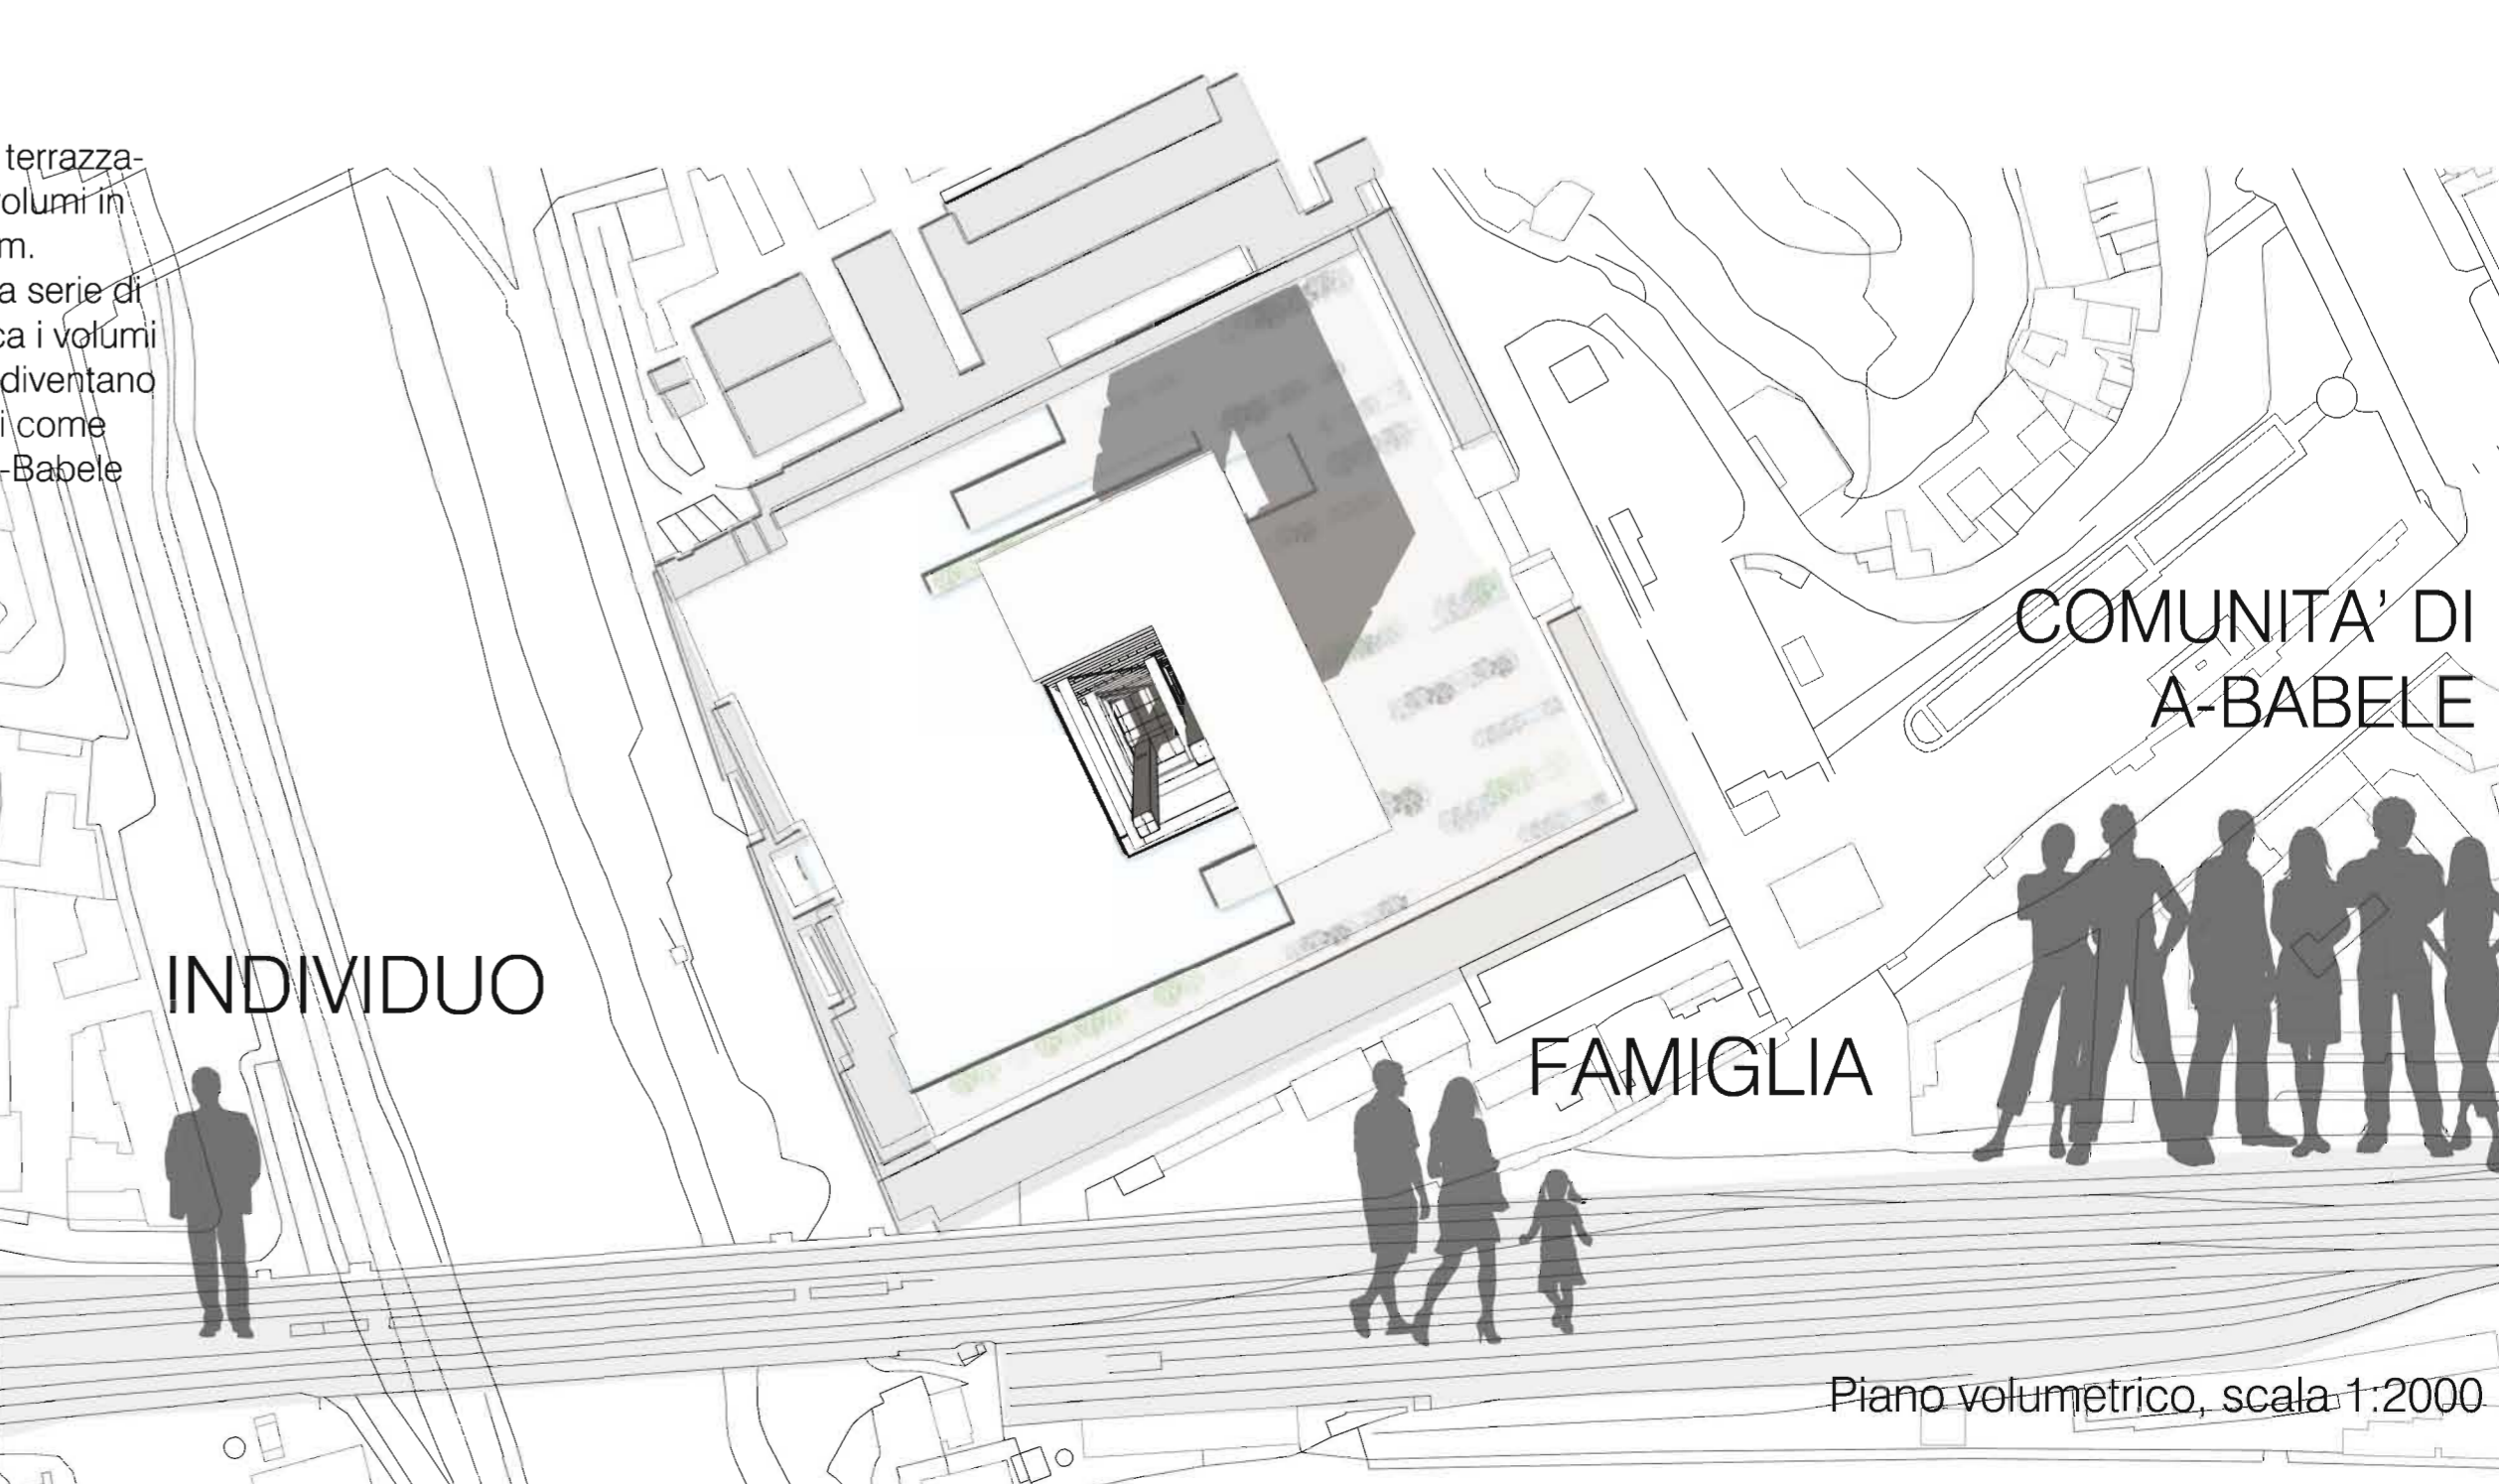 terrazza-
olumi in
m.
a serie di
ca i volumi
diventano
i come
-Babele
COMUNITA' DI
A-BABELE
INDIVIDUO
FAMIGLIA
Piano volumetrico, scala 1:2000